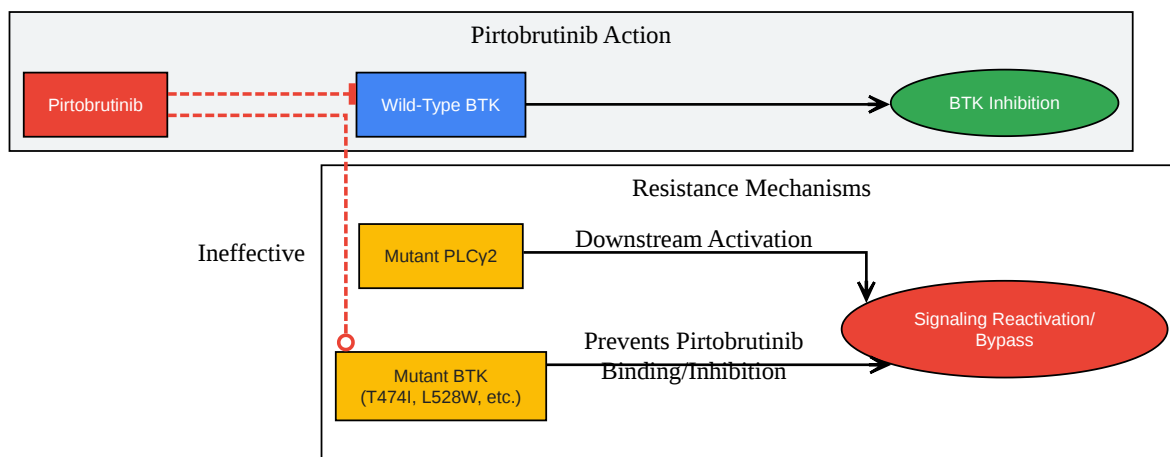 Pirtobrutinib Action
Pirtobrutinib
Wild-Type BTK
BTK Inhibition
Resistance Mechanisms
Ineffective
Mutant PLCγ2
Downstream Activation
Signaling Reactivation/
Bypass
Prevents Pirtobrutinib
Binding/Inhibition
Mutant BTK
(T474I, L528W, etc.)